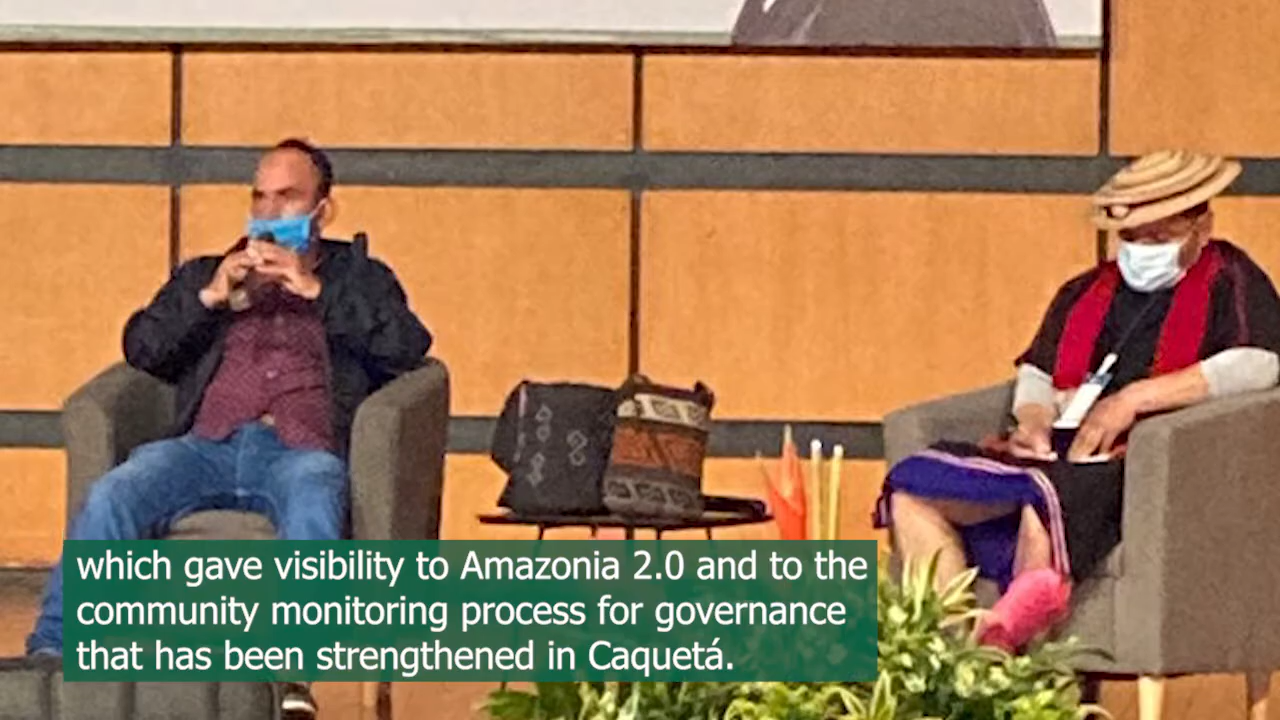 which gave visibility to Amazonia 2.0 and to the
community monitoring process for governance
that has been strengthened in Caquetá.